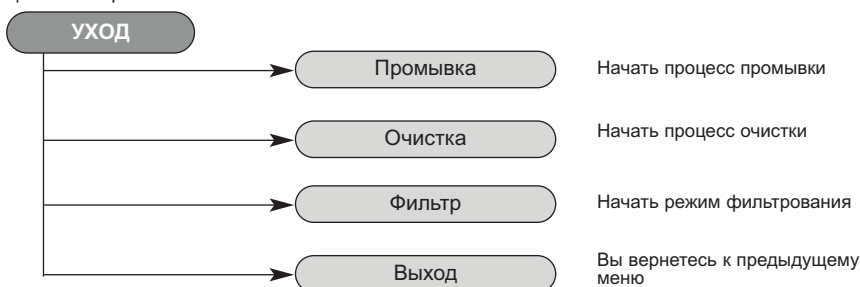 УХОД
Промывка
Начать процесс промывки
Очистка
Начать процесс очистки
Фильтр
Начать режим фильтрования
Выход
Вы вернетесь к предыдущему
меню